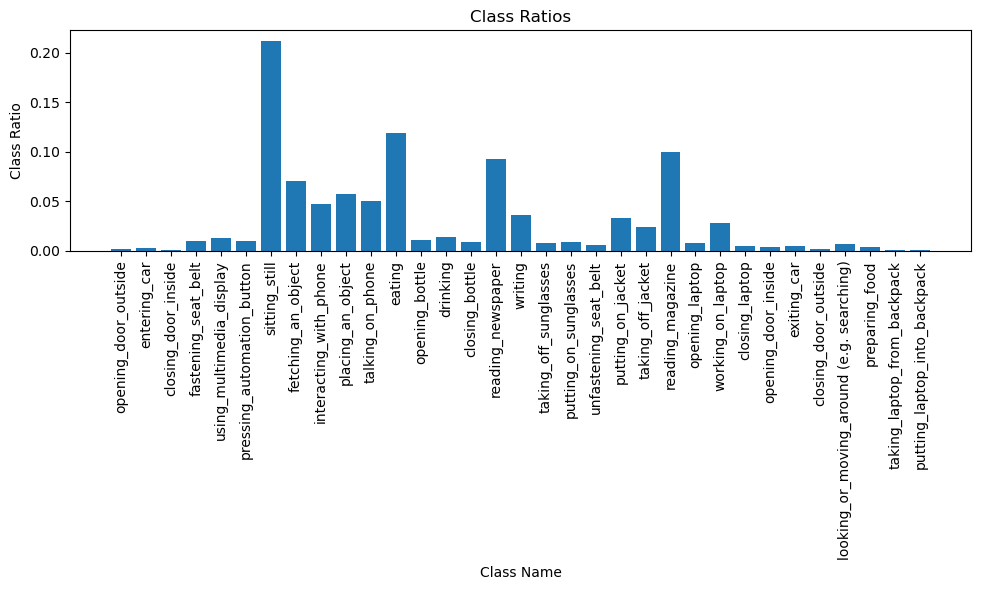 Class Ratios
Class Ratio
0.20
0.15
0.10
0.05
0.00
opening_door_outside
entering_car
closing_door_inside
fastening_seat_belt
using_multimedia_display
pressing_automation_button
sitting_still
fetching_an_object
interacting_with_phone
placing_an_object
talking_on_phone
eating
opening_bottle
drinking
closing_bottle
reading_newspaper
writing
taking_off_sunglasses
putting_on_sunglasses
unfastening_seat_belt
putting_on_jacket
taking_off_jacket
reading_magazine
opening_laptop
working_on_laptop
closing_laptop
opening_door_inside
exiting_car
closing_door_outside
looking_or_moving_around (e.g. searching)
preparing_food
taking_laptop_from_backpack
putting_laptop_into_backpack
Class Name